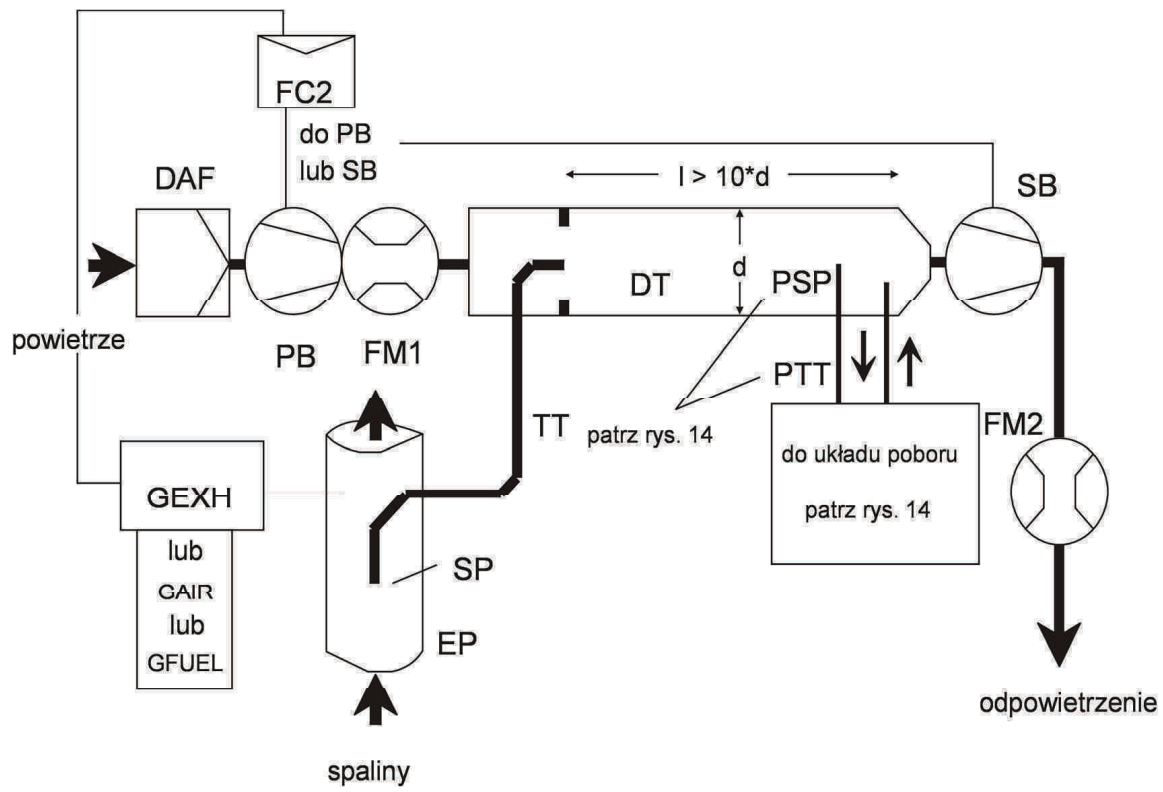 FC2
do PB
lub SB
DAF
l > 10*d
SB
d
DT
PSP
powietrze
PB
FM1
PTT
TT
patrz rys. 14
FM2
do układu poboru
patrz rys. 14
GEXH
lub
GAIR
lub
GFUEL
SP
EP
odpowietrzenie
spaliny